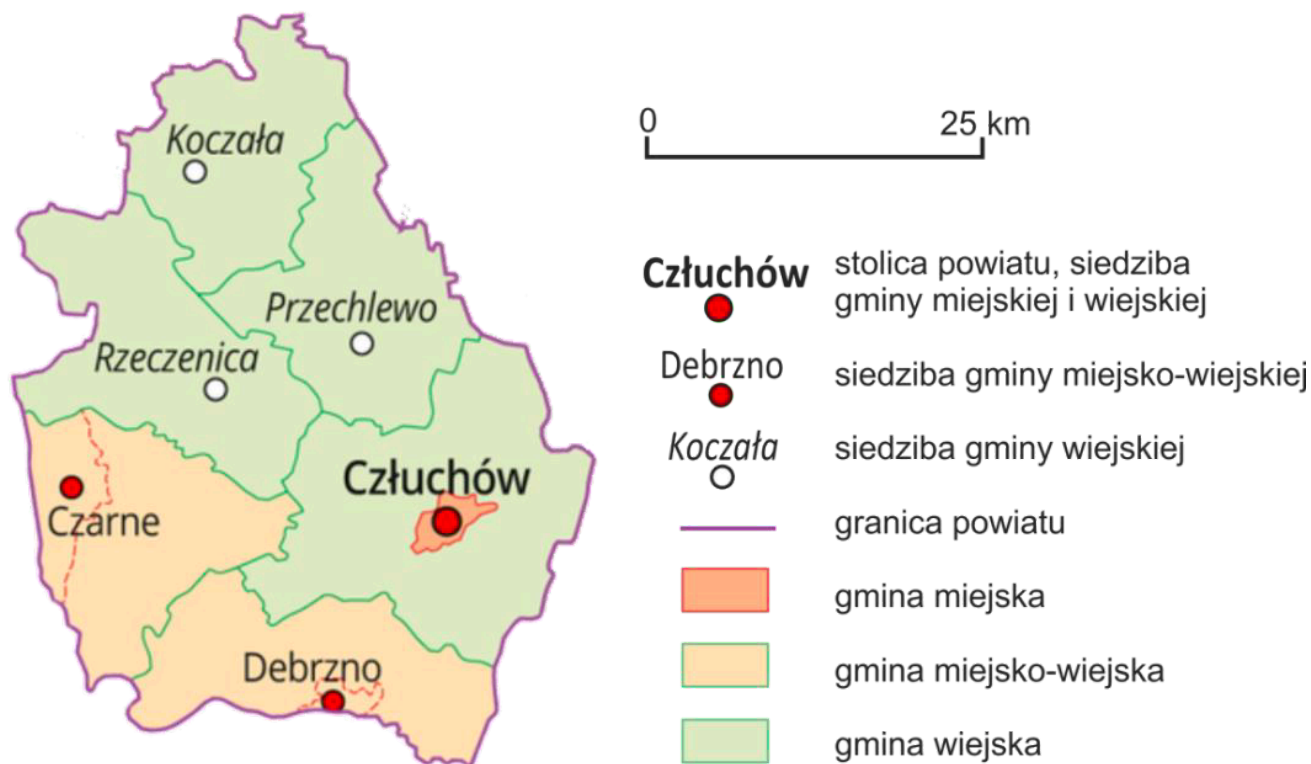 Koczała
Przechlewo
Rzeczenica
Człuchów
Czarne
Debrzno
0 25 km
Człuchów
stolica powiatu, siedziba
gminy miejskiej i wiejskiej
Debrzno
siedziba gminy miejsko-wiejskiej
Koczała
siedziba gminy wiejskiej
granica powiatu
gmina miejska
gmina miejsko-wiejska
gmina wiejska